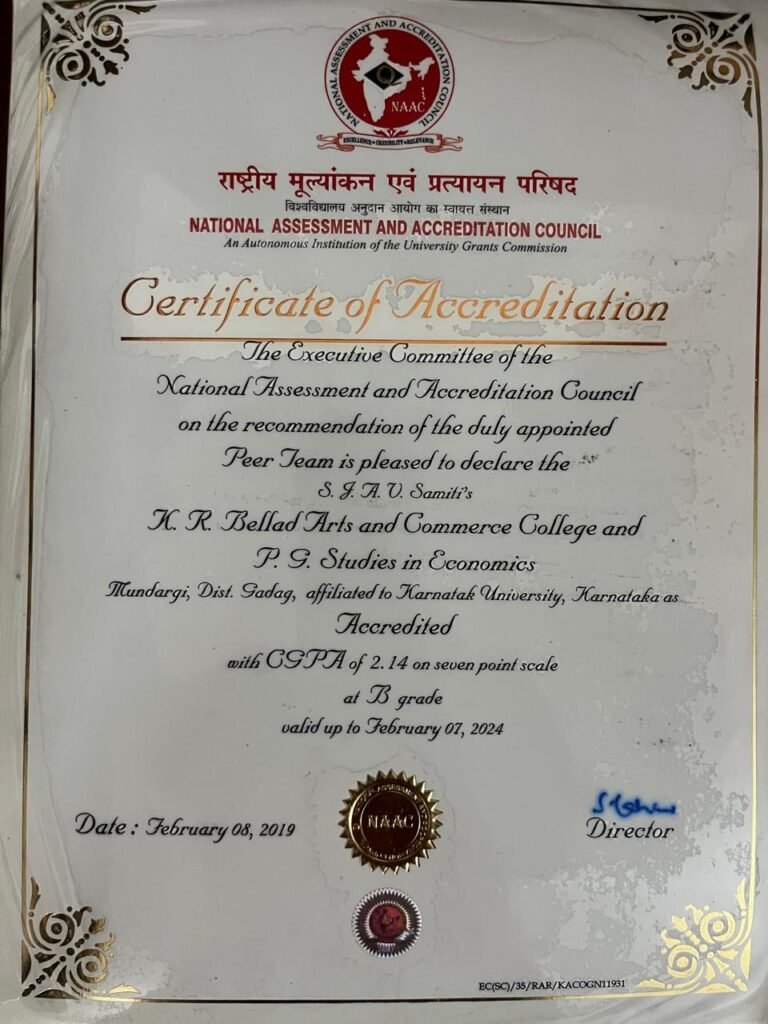 NATIONAL ASSESSMENT AND ACCREDITATION COUNCIL
NAAC
EXCELLENCE • CREDIBILITY • RELEVANCE
राष्ट्रीय मूल्यांकन एवं प्रत्यायन परिषद
विश्वविद्यालय अनुदान आयोग का स्वायत्त संस्थान
NATIONAL ASSESSMENT AND ACCREDITATION COUNCIL
An Autonomous Institution of the University Grants Commission
Certificate of Accreditation
The Executive Committee of the
National Assessment and Accreditation Council
on the recommendation of the duly appointed
Peer Team is pleased to declare the
S. J. A. V. Samiti's
K. R. Bellad Arts and Commerce College and
P. G. Studies in Economics
Mundargi, Dist. Gadag, affiliated to Karnatak University, Karnataka as
Accredited
with CGPA of 2.14 on seven point scale
at B grade
valid up to February 07, 2024
Date : February 08, 2019
NAAC
Director
EC(SC)/35/RAR/KACOGN11931